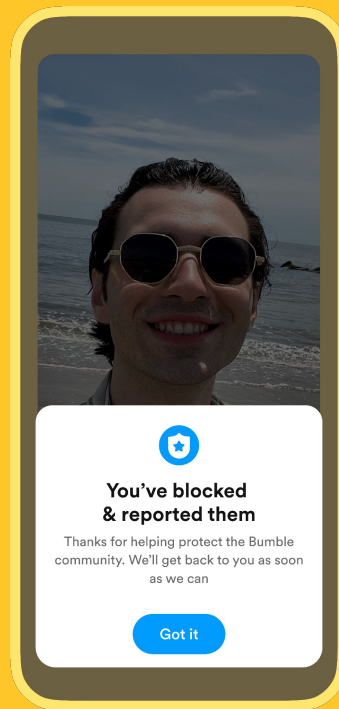 You've blocked
& reported them
Thanks for helping protect the Bumble
community. We'll get back to you as soon
as we can
Got it